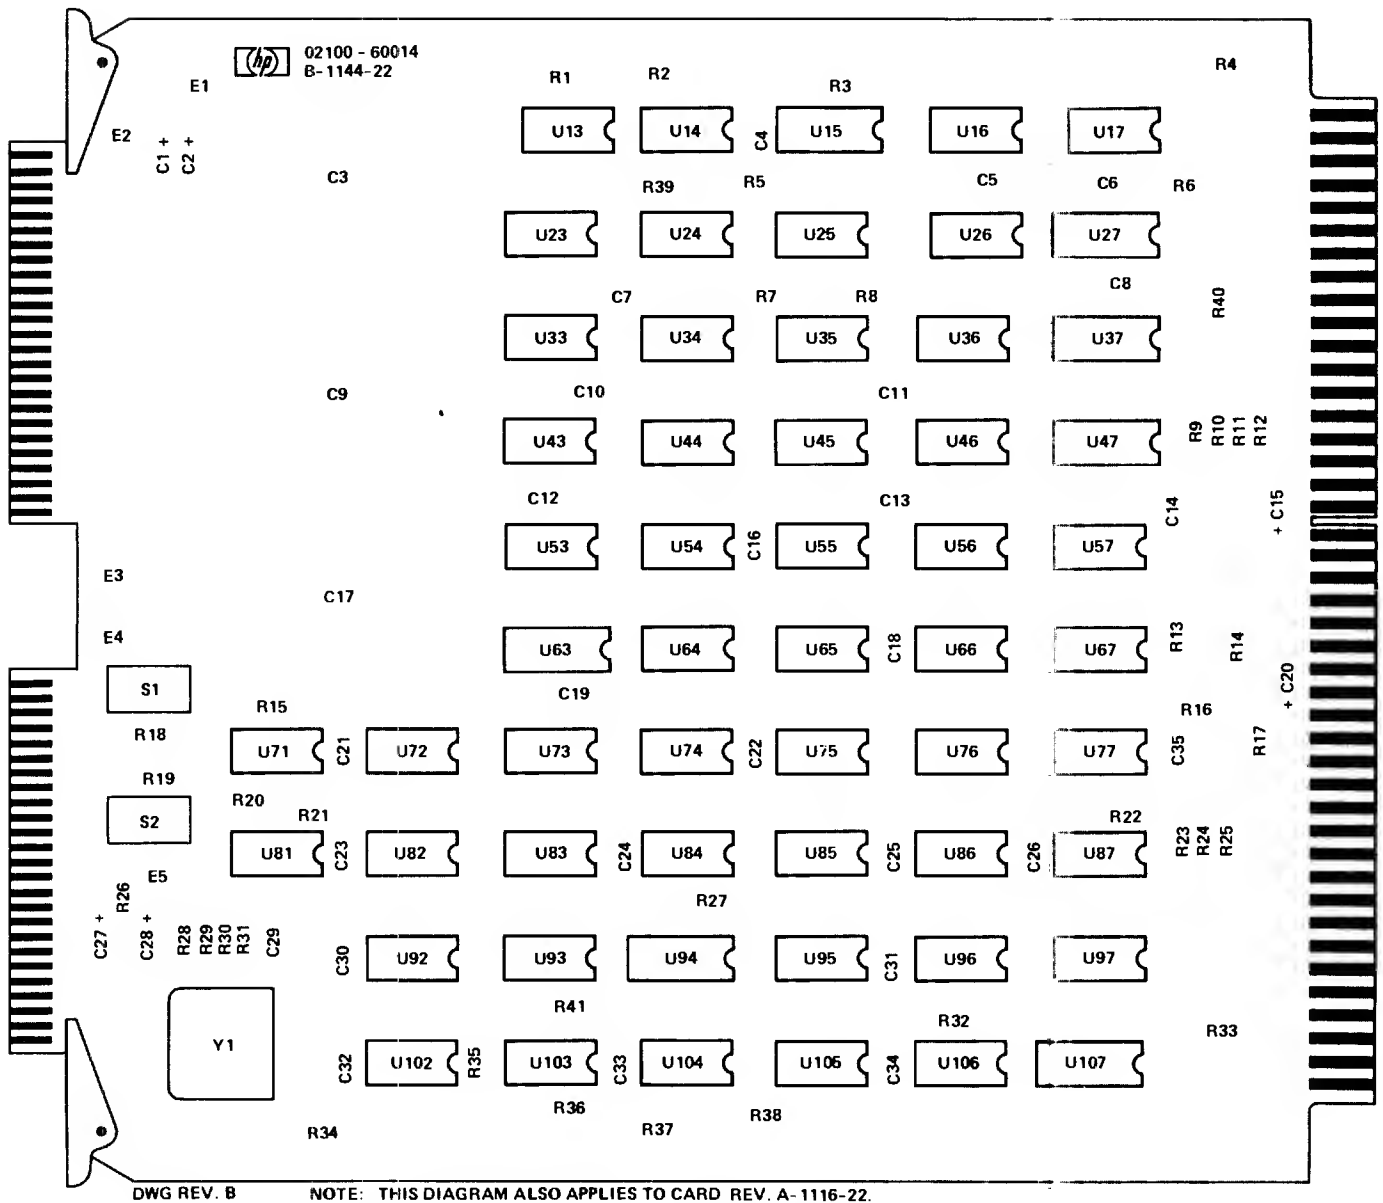 hp 02100 - 60014
B-1144-22
R1 R2 R3 R4
E1
E2 C1 + C2 +
U13 U14 C4 U15 U16 U17
C3 R39 R5 C5 C6 R6
U23 U24 U25 U26 U27
C7 R7 R8 C8 R40
U33 U34 U35 U36 U37
C9 C10 C11
U43 U44 U45 U46 U47 R9 R10 R11 R12
C12 C13 C14 + C15
U53 U54 C16 U55 U56 U57
E3
C17
E4
U63 U64 U65 C18 U66 U67 R13 R14
S1 C19 + C20
R15 R16
R18
U71 C21 U72 U73 U74 C22 U75 U76 U77 C35 R17
R19
R20 R21 R22
S2
U81 C23 U82 U83 C24 U84 U85 C25 U86 C26 U87 R23 R24 R25
E5
R26 R27
C27 + C28 + R28 R29 R30 R31 C29
C30 U92 U93 U94 U95 C31 U96 U97
R41 R32 R33
Y1
C32 U102 R35 U103 C33 U104 U105 C34 U106 U107
R36 R38
R34 R37
DWG REV. B NOTE: THIS DIAGRAM ALSO APPLIES TO CARD REV. A-1116-22.